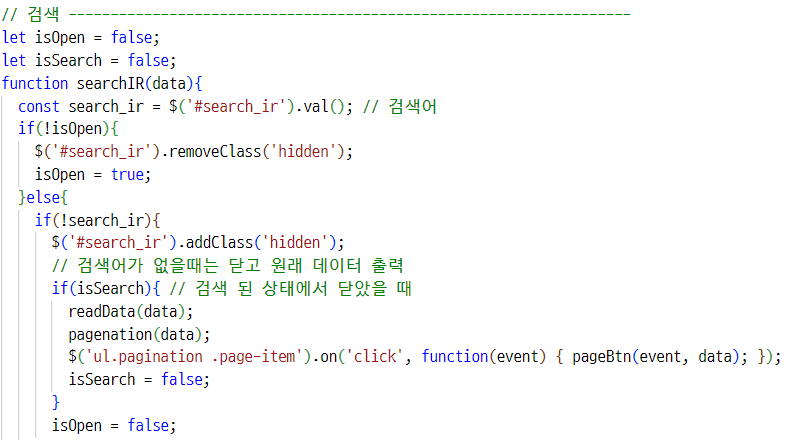 // 검색 -------------------------------------------------------------------
let isOpen = false;
let isSearch = false;
function searchIR(data){
  const search_ir = $('#search_ir').val(); // 검색어
  if(!isOpen){
    $('#search_ir').removeClass('hidden');
    isOpen = true;
  }else{
    if(!search_ir){
      $('#search_ir').addClass('hidden');
      // 검색어가 없을때는 닫고 원래 데이터 출력
      if(isSearch){ // 검색 된 상태에서 닫았을 때
        readData(data);
        pagenation(data);
        $('ul.pagination .page-item').on('click', function(event) { pageBtn(event, data); });
        isSearch = false;
      }
      isOpen = false;